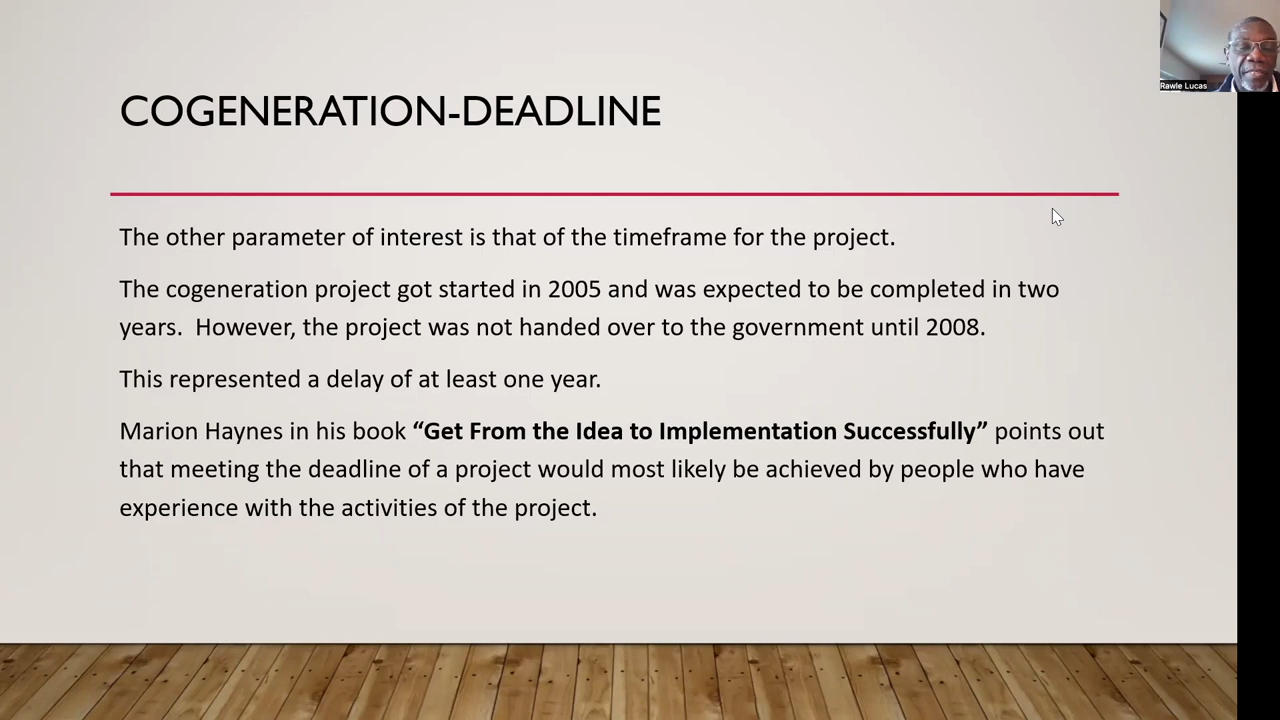 Rawle Lucas
COGENERATION-DEADLINE
The other parameter of interest is that of the timeframe for the project.
The cogeneration project got started in 2005 and was expected to be completed in two
years.  However, the project was not handed over to the government until 2008.
This represented a delay of at least one year.
Marion Haynes in his book “Get From the Idea to Implementation Successfully” points out
that meeting the deadline of a project would most likely be achieved by people who have
experience with the activities of the project.